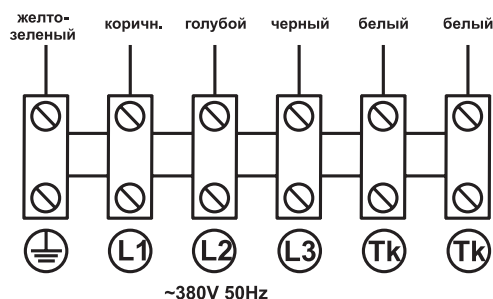 желто-
зеленый коричн. голубой черный белый белый
L1 L2 L3 Tk Tk
~380V 50Hz